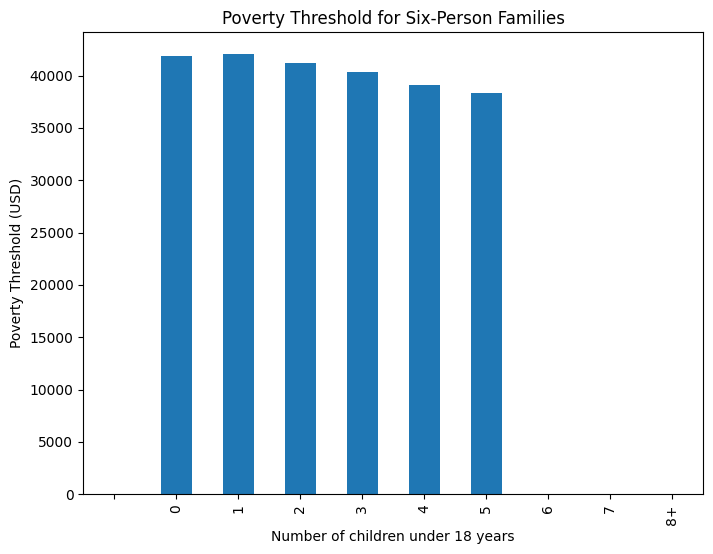 Poverty Threshold for Six-Person Families
Poverty Threshold (USD)
40000
35000
30000
25000
20000
15000
10000
5000
0
0 1 2 3 4 5 6 7 8+
Number of children under 18 years